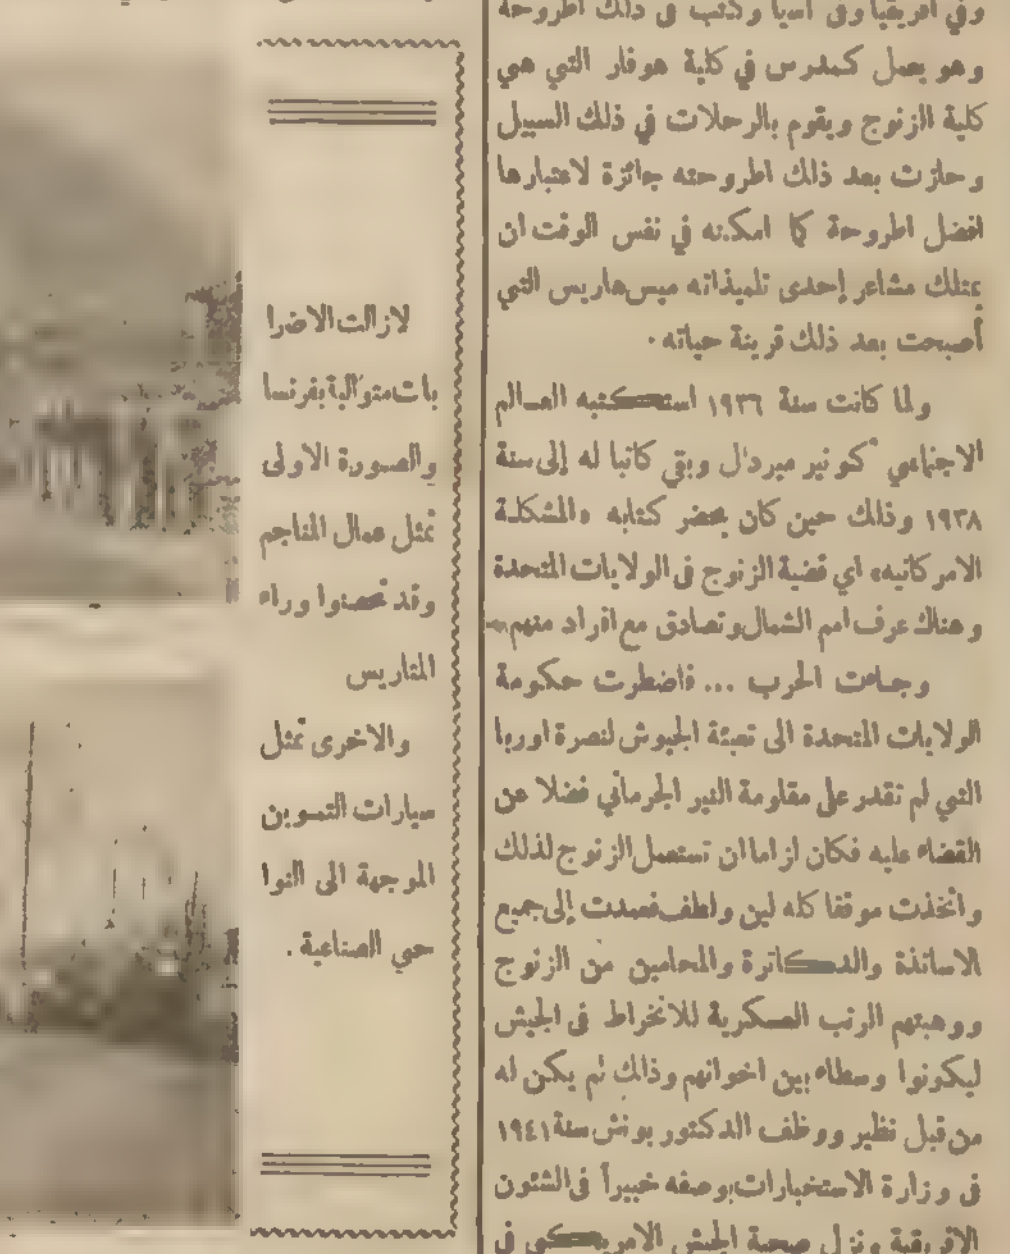 وفي افريقيا وفي آسيا وكتب في ذلك اطروحة
وهو يعمل كمدرس في كلية هوفار التي هي
كلية الزنوج ويقوم بالرحلات في ذلك السبيل
وحازت بعد ذلك اطروحته جائزة لاعتبارها
افضل اطروحة كما امكنه في نفس الوقت ان
يمتلك مشاعر إحدى تلميذاته ميس هاريس التي
أصبحت بعد ذلك قرينة حياته .
ولما كانت سنة ١٩٣٦ استكتبه العالم
الاجتماعي كونير ميردال وبقي كاتبا له إلى سنة
١٩٣٨ وذلك حين كان يحضر كتابه «المشكلة
الامركانيه» اي قضية الزنوج في الولايات المتحدة
وهناك عرف امم الشمال وتصادق مع افراد منهم
وجاءت الحرب ... فاضطرت حكومة
الولايات المتحدة الى تعبئة الجيوش لنصرة اوربا
التي لم تقدر على مقاومة النير الجرماني فضلا عن
القضاء عليه فكان لزاما ان تستعمل الزنوج لذلك
واتخذت موقفا كله لين ولطف فعمدت إلى جميع
الاساتذة والدكاترة والمحامين من الزنوج
ووهبتهم الرتب العسكرية للانخراط في الجيش
ليكونوا وسطاء بين اخوانهم وذلك لم يكن له
من قبل نظير ووظف الدكتور بونش سنة ١٩٤١
في وزارة الاستخبارات بوصفه خبيراً في الشئون
الافريقية ونزل صحبة الجيش الامريكي في
لازالت الاضرا
بات متوالية بفرنسا
والصورة الاولى
تمثل عمال المناجم
وقد تحصنوا وراء
المتاريس
والاخرى تمثل
سيارات التموين
الموجهة الى النوا
حي الصناعية .